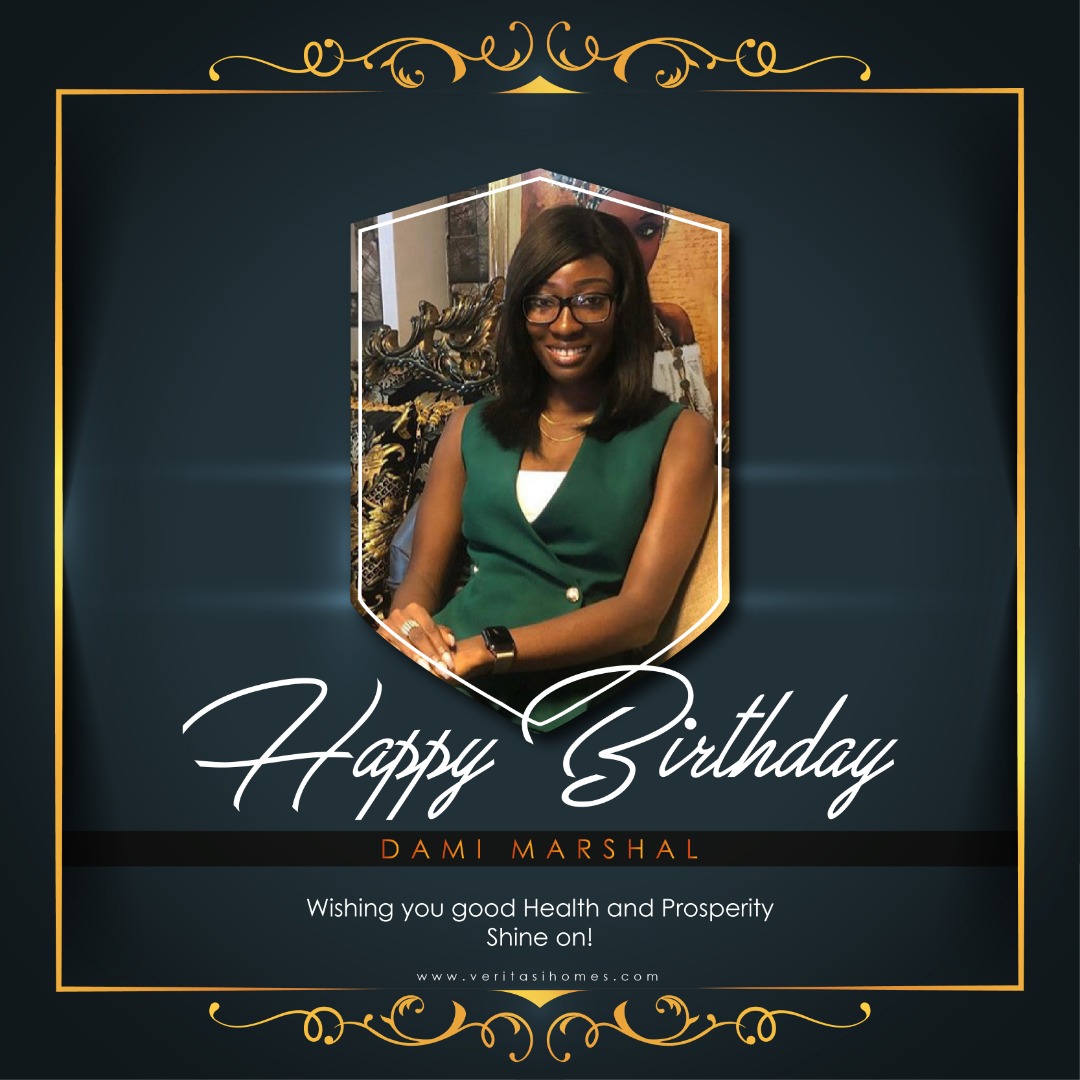 Happy Birthday
DAMI MARSHAL
Wishing you good Health and Prosperity
Shine on!
www.veritasihomes.com